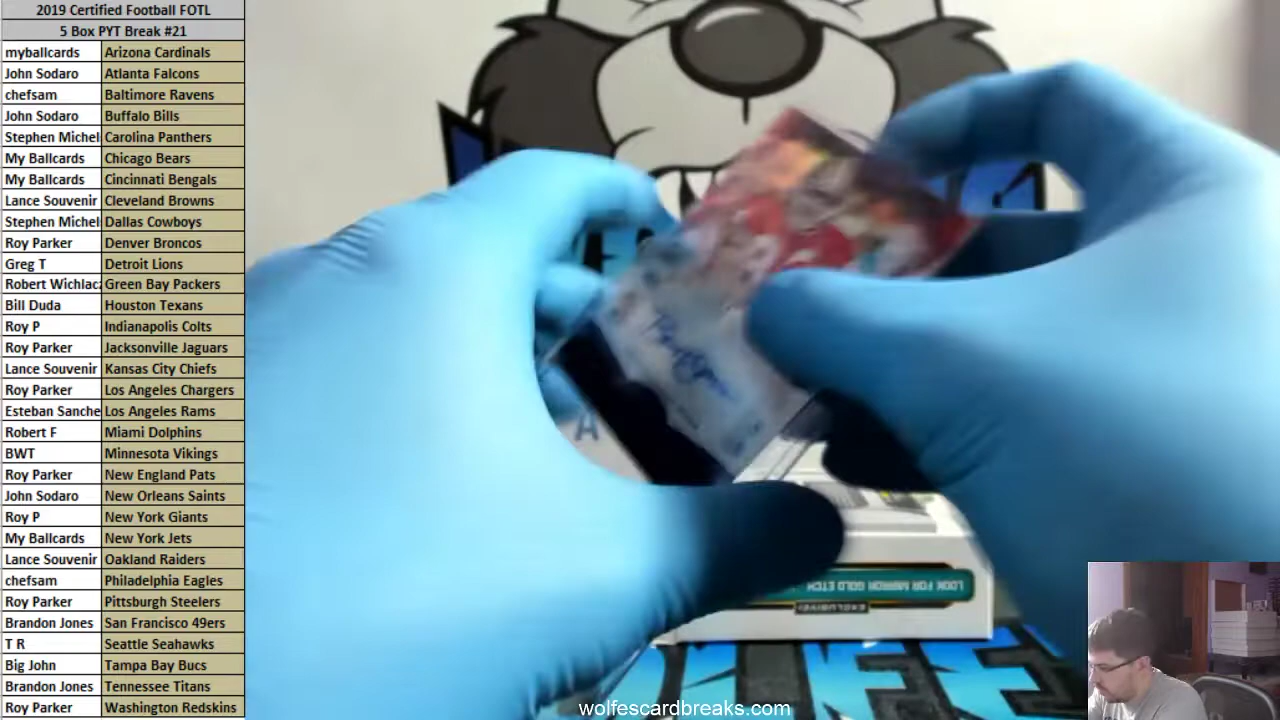 2019 Certified Football FOTL
5 Box PYT Break #21
myballcards Arizona Cardinals
John Sodaro Atlanta Falcons
chefsam Baltimore Ravens
John Sodaro Buffalo Bills
Stephen Michel Carolina Panthers
My Ballcards Chicago Bears
My Ballcards Cincinnati Bengals
Lance Souvenir Cleveland Browns
Stephen Michel Dallas Cowboys
Roy Parker Denver Broncos
Greg T Detroit Lions
Robert Wichlac Green Bay Packers
Bill Duda Houston Texans
Roy P Indianapolis Colts
Roy Parker Jacksonville Jaguars
Lance Souvenir Kansas City Chiefs
Roy Parker Los Angeles Chargers
Esteban Sanche Los Angeles Rams
Robert F Miami Dolphins
BWT Minnesota Vikings
Roy Parker New England Pats
John Sodaro New Orleans Saints
Roy P New York Giants
My Ballcards New York Jets
Lance Souvenir Oakland Raiders
chefsam Philadelphia Eagles
Roy Parker Pittsburgh Steelers
Brandon Jones San Francisco 49ers
T R Seattle Seahawks
Big John Tampa Bay Bucs
Brandon Jones Tennessee Titans
Roy Parker Washington Redskins
LOOK FOR MIRROR GOLD ETCH
EXCLUSIVE!
wolfescardbreaks.com